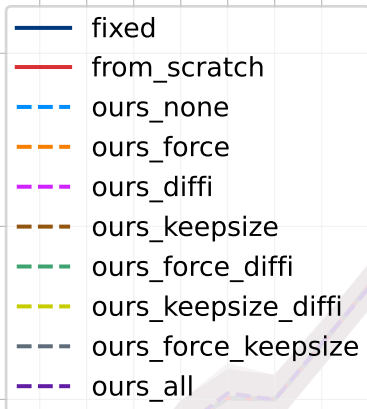 fixed
from_scratch
ours_none
ours_force
ours_diffi
ours_keepsize
ours_force_diffi
ours_keepsize_diffi
ours_force_keepsize
ours_all